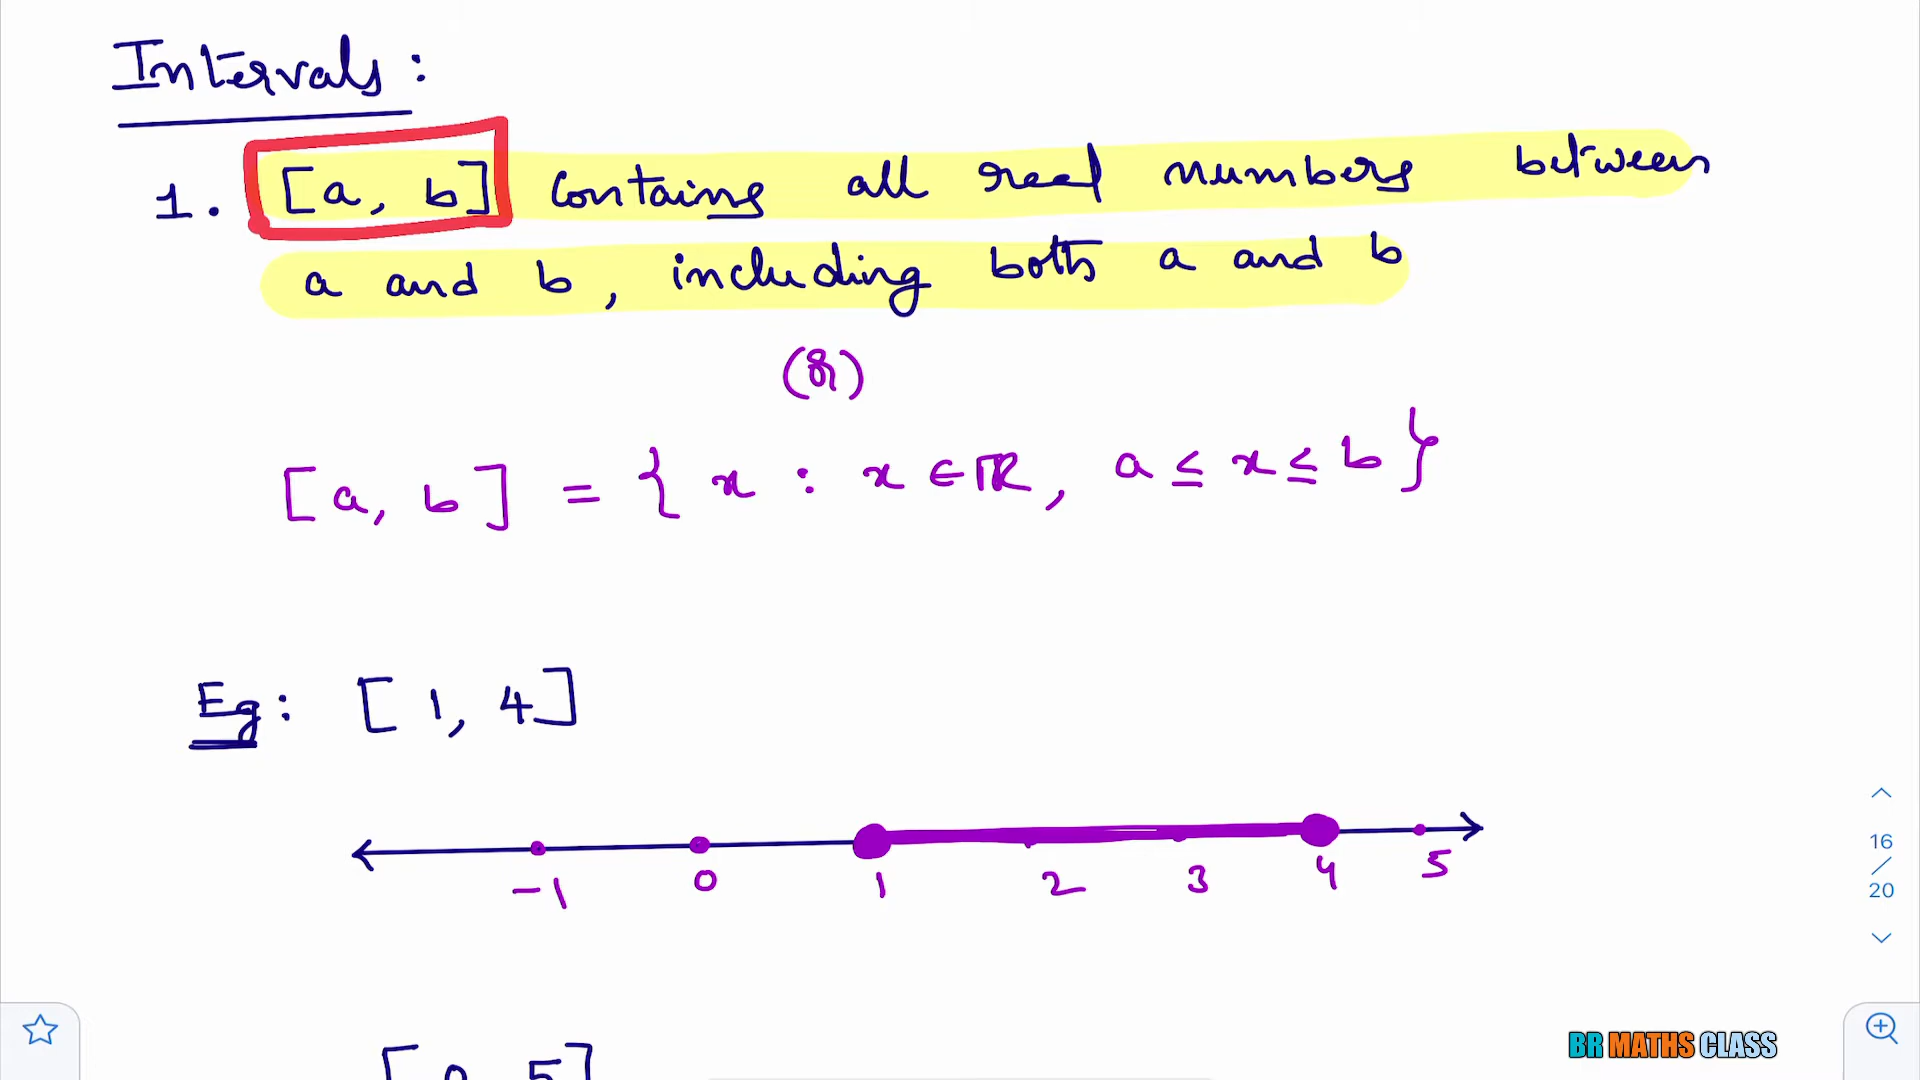 Intervals :
1. [a, b] contains all real numbers between
a and b, including both a and b
(or)
[a, b] = { x : x ∈ ℝ, a ≤ x ≤ b }
Eg : [ 1, 4 ]
-1 0 1 2 3 4 5
16
/
20
BR MATHS CLASS